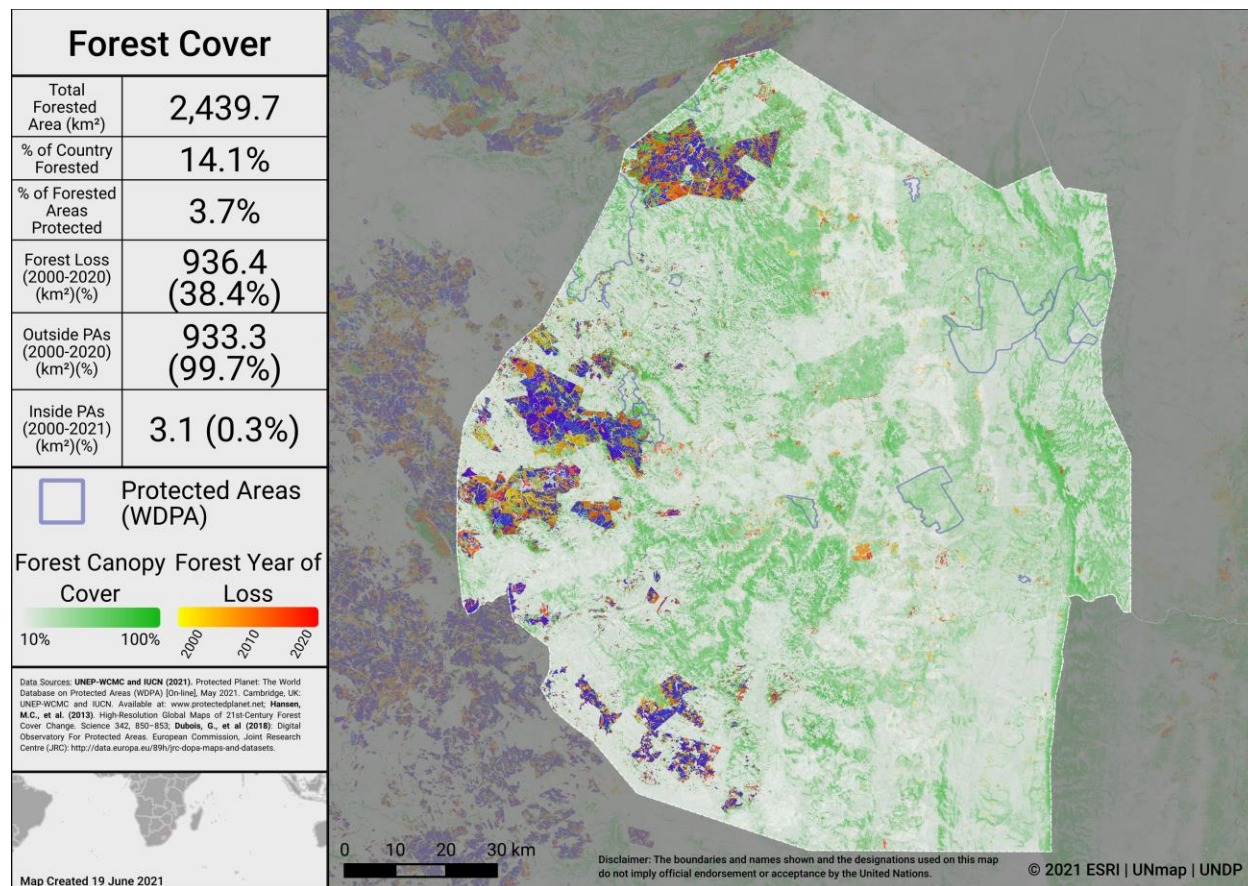 Forest Cover
Total
Forested
Area (km²)
2,439.7
% of Country
Forested
14.1%
% of Forested
Areas
Protected
3.7%
Forest Loss
(2000-2020)
(km²)(%)
936.4
(38.4%)
Outside PAs
(2000-2020)
(km²)(%)
933.3
(99.7%)
Inside PAs
(2000-2021)
(km²)(%)
3.1 (0.3%)
Protected Areas
(WDPA)
Forest Canopy
Cover
10%
100%
Forest Year of
Loss
2000
2010
2020
Data Sources: UNEP-WCMC and IUCN (2021). Protected Planet: The World
Database on Protected Areas (WDPA) [On-line], May 2021. Cambridge, UK:
UNEP-WCMC and IUCN. Available at: www.protectedplanet.net; Hansen,
M.C., et al. (2013). High-Resolution Global Maps of 21st-Century Forest
Cover Change. Science 342, 850–853; Dubois, G., et al (2018): Digital
Observatory For Protected Areas. European Commission, Joint Research
Centre (JRC): http://data.europa.eu/89h/jrc-dopa-maps-and-datasets.
Map Created 19 June 2021
0 10 20 30 km
Disclaimer: The boundaries and names shown and the designations used on this map
do not imply official endorsement or acceptance by the United Nations.
© 2021 ESRI | UNmap | UNDP